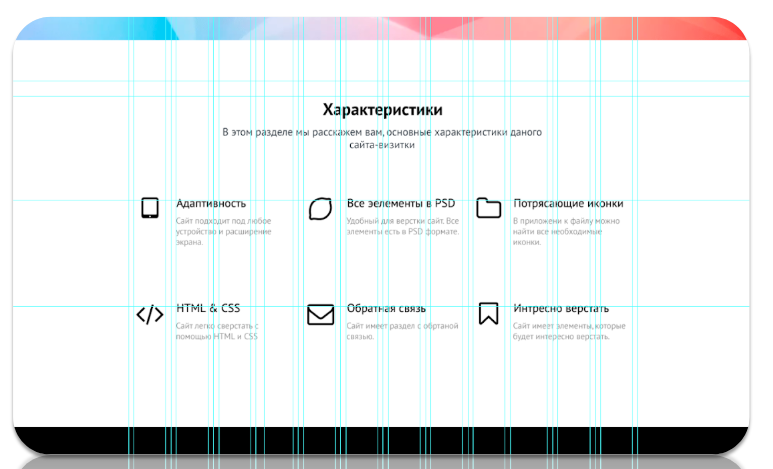 Характеристики
В этом разделе мы расскажем вам, основные характеристики даного
сайта-визитки
Адаптивность
Сайт подходит под любое
устройство и расширение
экрана.
Все эелементы в PSD
Удобный для верстки сайт. Все
элементы есть в PSD формате.
Потрясающие иконки
В приложени к файлу можно
найти все необходимые
иконки.
HTML & CSS
Сайт легко сверстать с
помощью HTML и CSS
Обратная связь
Сайт имеет раздел с обртаной
связью.
Интресно верстать
Сайт имеет элементы, которые
будет интересно верстать.